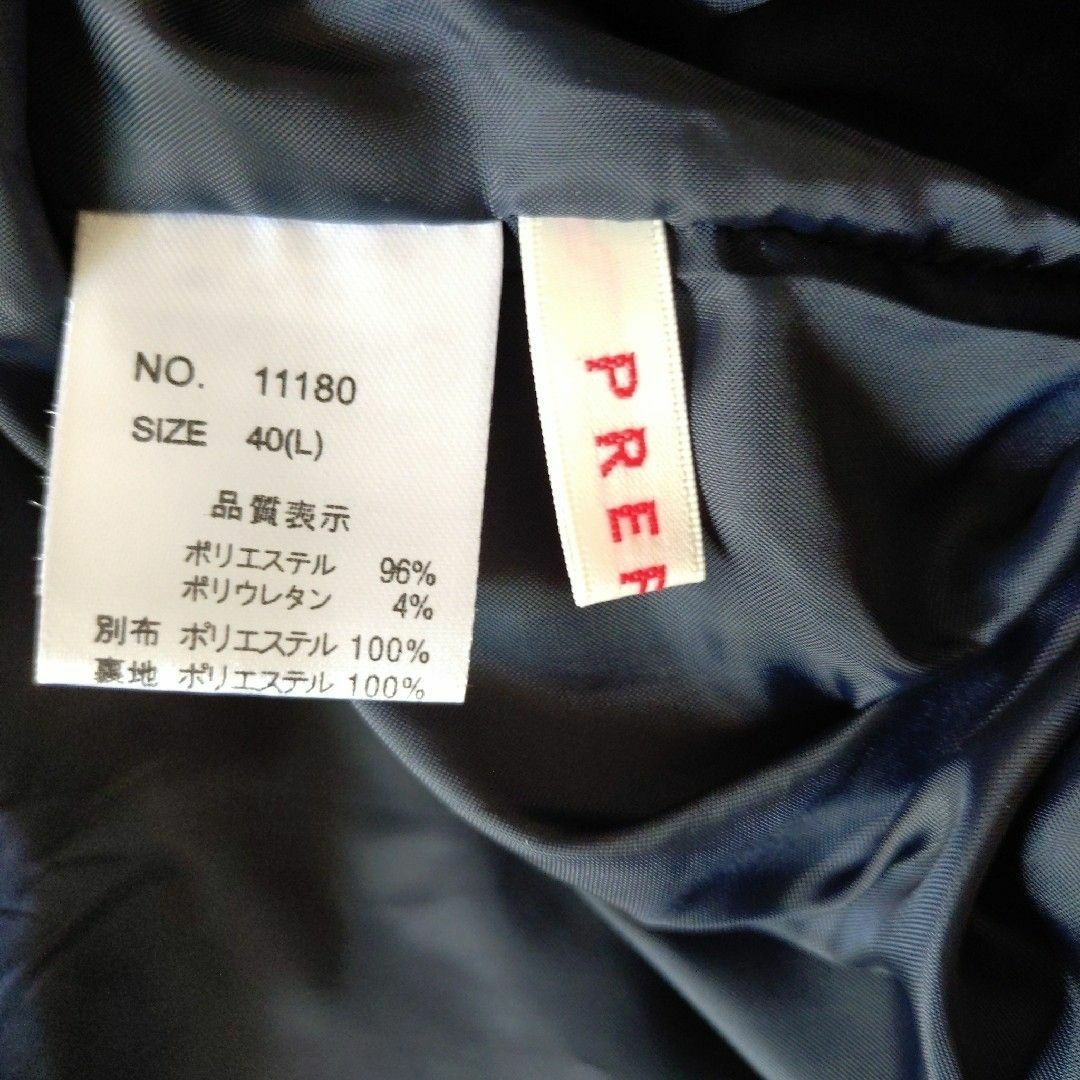 NO. 11180
SIZE 40(L)
品質表示
ポリエステル 96%
ポリウレタン 4%
別布 ポリエステル 100%
裏地 ポリエステル 100%
PRE